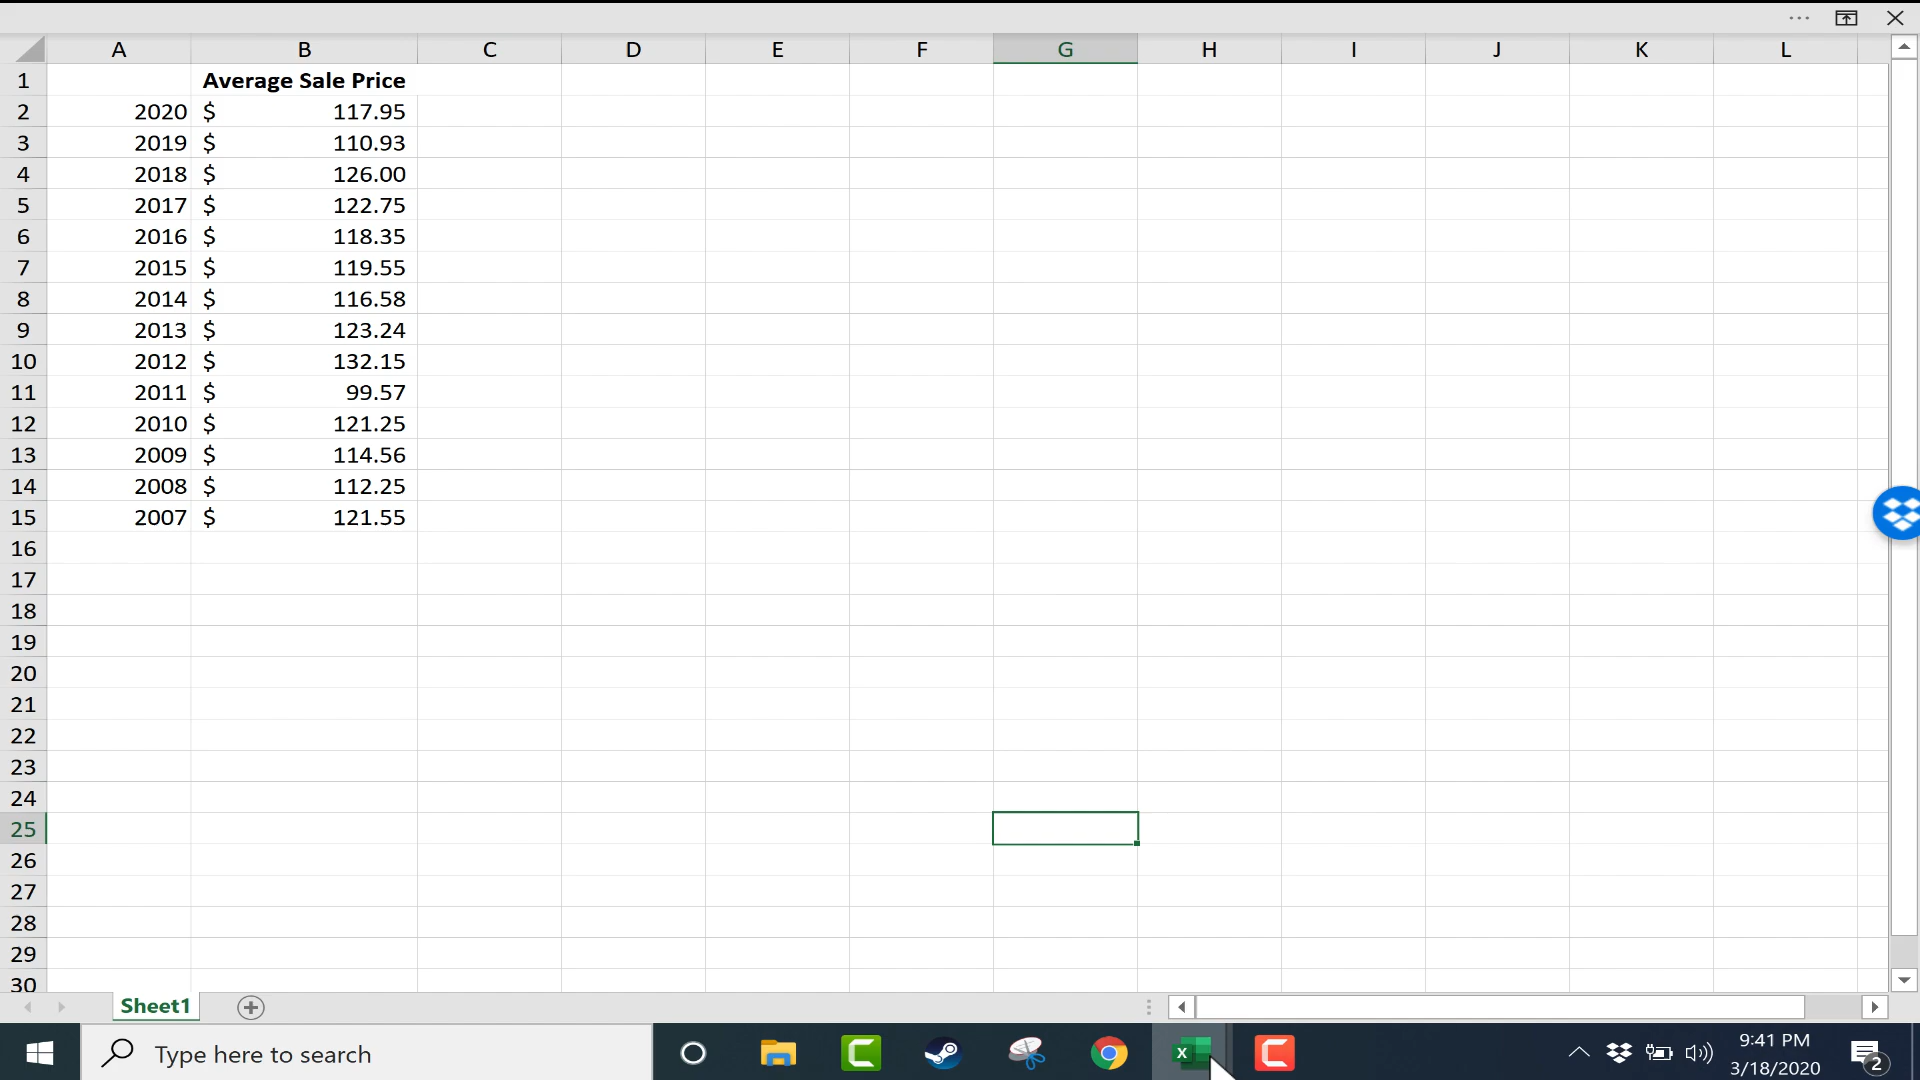 A B C D E F G H I J K L
1 Average Sale Price
2 2020 $ 117.95
3 2019 $ 110.93
4 2018 $ 126.00
5 2017 $ 122.75
6 2016 $ 118.35
7 2015 $ 119.55
8 2014 $ 116.58
9 2013 $ 123.24
10 2012 $ 132.15
11 2011 $ 99.57
12 2010 $ 121.25
13 2009 $ 114.56
14 2008 $ 112.25
15 2007 $ 121.55
16
17
18
19
20
21
22
23
24
25
26
27
28
29
30
Sheet1
Type here to search
X
9:41 PM
3/18/2020
2